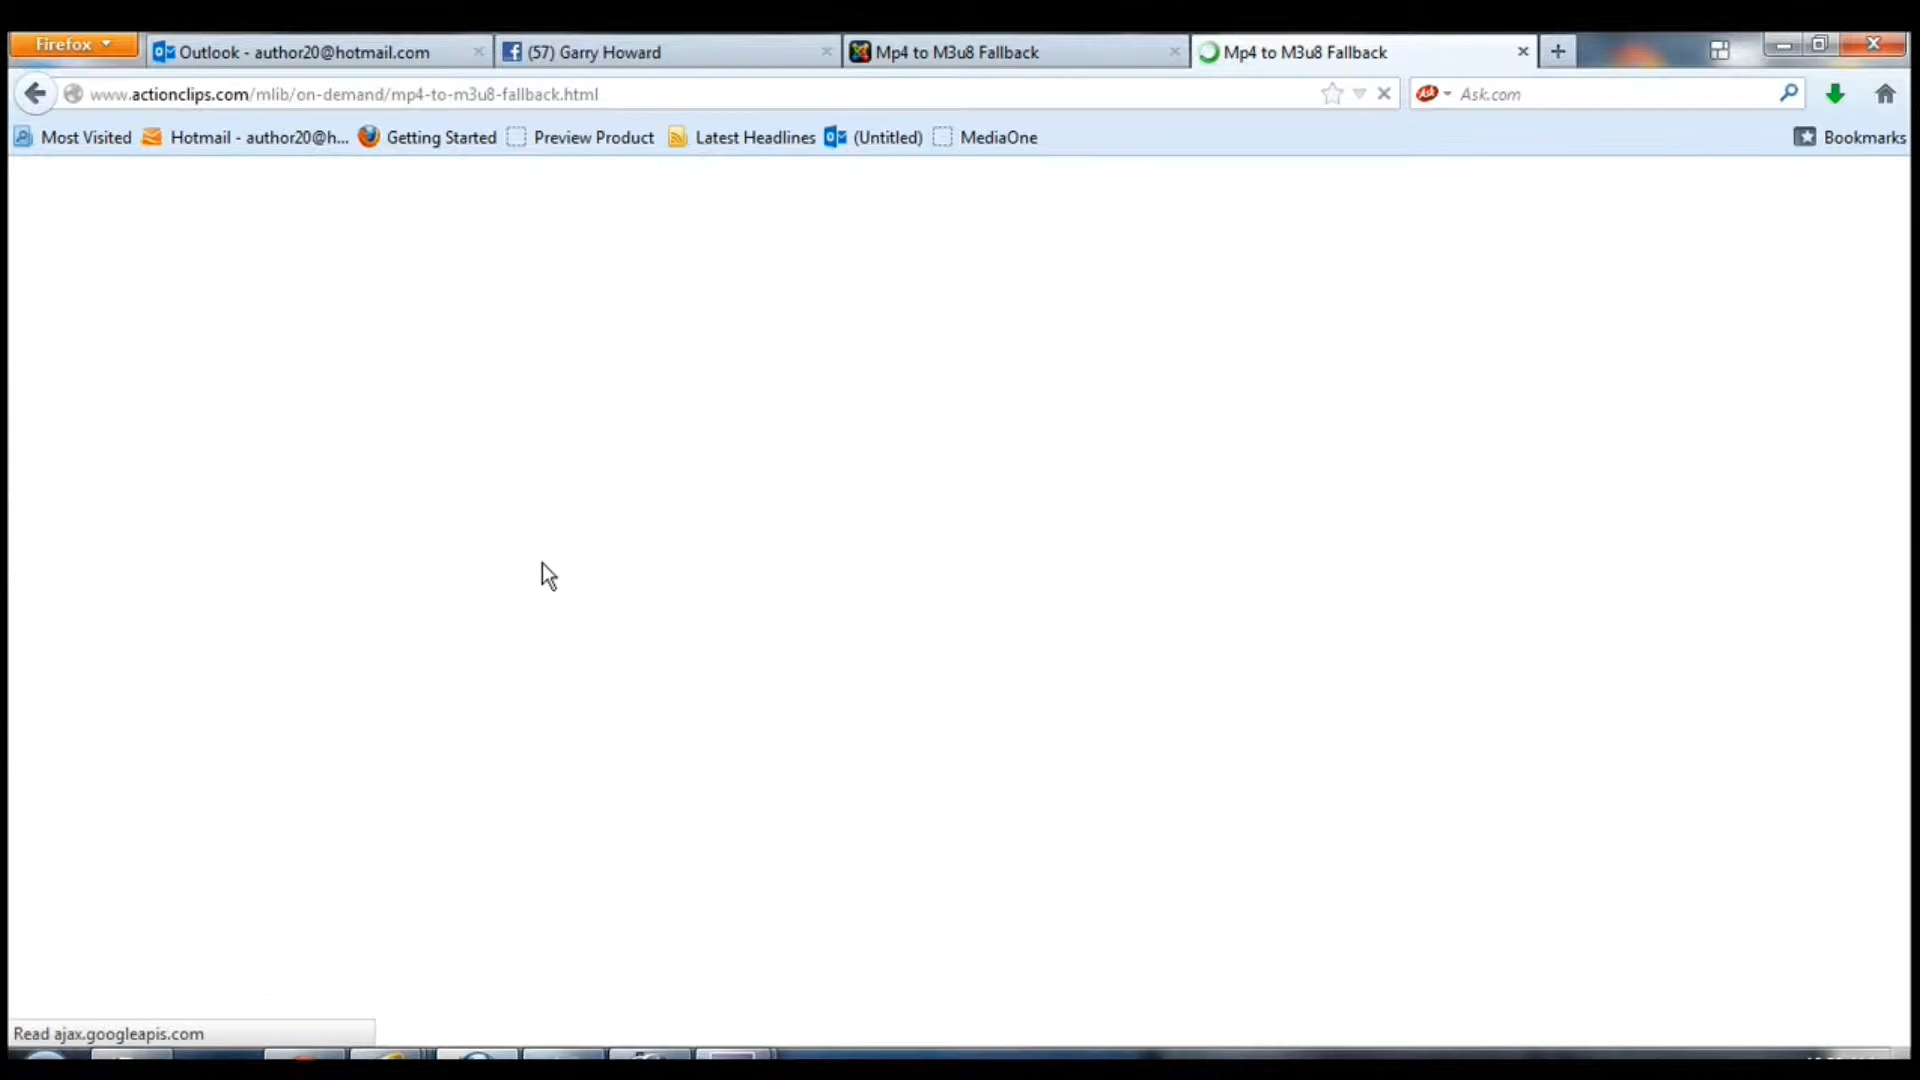 Firefox
Outlook - author20@hotmail.com
(57) Garry Howard
Mp4 to M3u8 Fallback
Mp4 to M3u8 Fallback
www.actionclips.com/mlib/on-demand/mp4-to-m3u8-fallback.html
Ask
Ask.com
Most Visited
Hotmail - author20@h...
Getting Started
Preview Product
Latest Headlines
(Untitled)
MediaOne
Bookmarks
Read ajax.googleapis.com